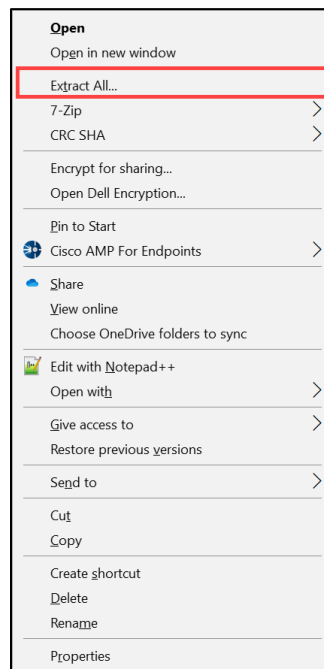 Open
Open in new window
Extract All...
7-Zip
CRC SHA
Encrypt for sharing...
Open Dell Encryption...
Pin to Start
Cisco AMP For Endpoints
Share
View online
Choose OneDrive folders to sync
Edit with Notepad++
Open with
Give access to
Restore previous versions
Send to
Cut
Copy
Create shortcut
Delete
Rename
Properties